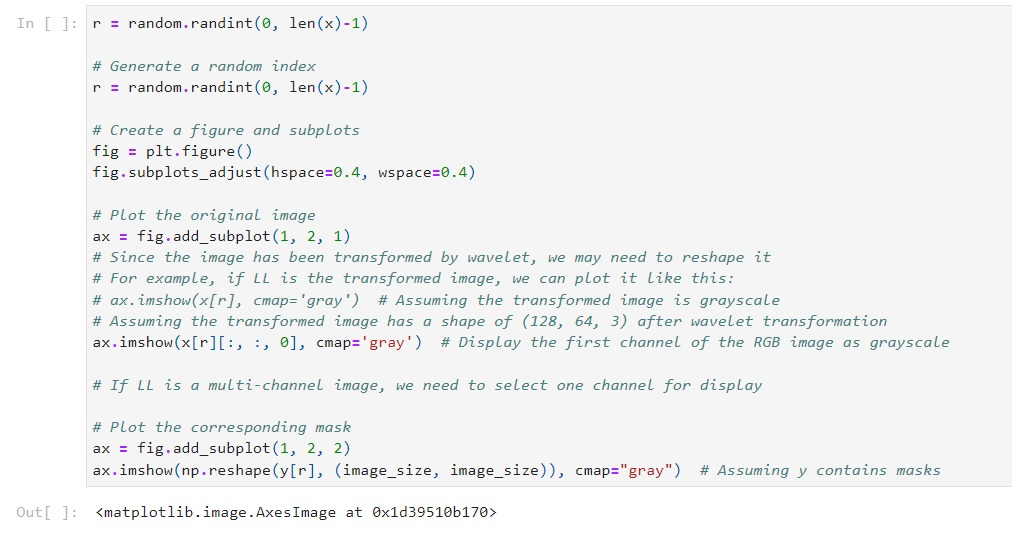 In [ ]: r = random.randint(0, len(x)-1)
# Generate a random index
r = random.randint(0, len(x)-1)
# Create a figure and subplots
fig = plt.figure()
fig.subplots_adjust(hspace=0.4, wspace=0.4)
# Plot the original image
ax = fig.add_subplot(1, 2, 1)
# Since the image has been transformed by wavelet, we may need to reshape it
# For example, if LL is the transformed image, we can plot it like this:
# ax.imshow(x[r], cmap='gray')  # Assuming the transformed image is grayscale
# Assuming the transformed image has a shape of (128, 64, 3) after wavelet transformation
ax.imshow(x[r][:, :, 0], cmap='gray')  # Display the first channel of the RGB image as grayscale
# If LL is a multi-channel image, we need to select one channel for display
# Plot the corresponding mask
ax = fig.add_subplot(1, 2, 2)
ax.imshow(np.reshape(y[r], (image_size, image_size)), cmap="gray")  # Assuming y contains masks
Out[ ]: <matplotlib.image.AxesImage at 0x1d39510b170>